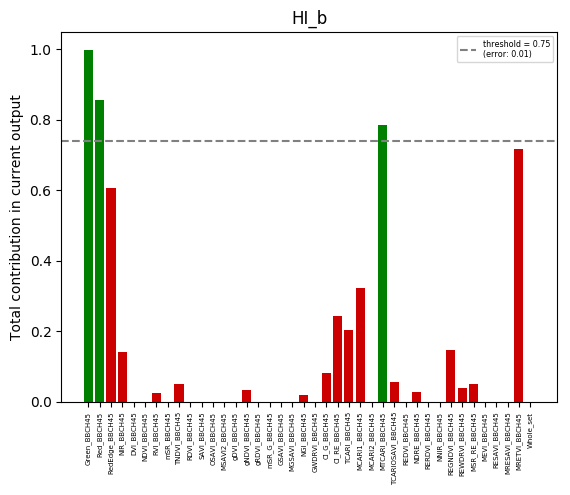 HI_b
threshold = 0.75
(error: 0.01)
Total contribution in current output
1.0
0.8
0.6
0.4
0.2
0.0
Green_BBCH45
Red_BBCH45
RedEdge_BBCH45
NIR_BBCH45
DVI_BBCH45
NDVI_BBCH45
RVI_BBCH45
mSR_BBCH45
TNDVI_BBCH45
RDVI_BBCH45
SAVI_BBCH45
OSAVI_BBCH45
MSAVI2_BBCH45
gDVI_BBCH45
gNDVI_BBCH45
gRDVI_BBCH45
mSR_G_BBCH45
GSAVI_BBCH45
MGSAVI_BBCH45
NGI_BBCH45
GWDRVI_BBCH45
CI_G_BBCH45
CI_RE_BBCH45
TCARI_BBCH45
MCARI1_BBCH45
MCARI2_BBCH45
MTCARI_BBCH45
TCARIOSAVI_BBCH45
REDVI_BBCH45
NDRE_BBCH45
RERDVI_BBCH45
NNIR_BBCH45
REGNDVI_BBCH45
REWDRVI_BBCH45
MSR_RE_BBCH45
MEVI_BBCH45
RESAVI_BBCH45
MRESAVI_BBCH45
MRETVI_BBCH45
whole_set